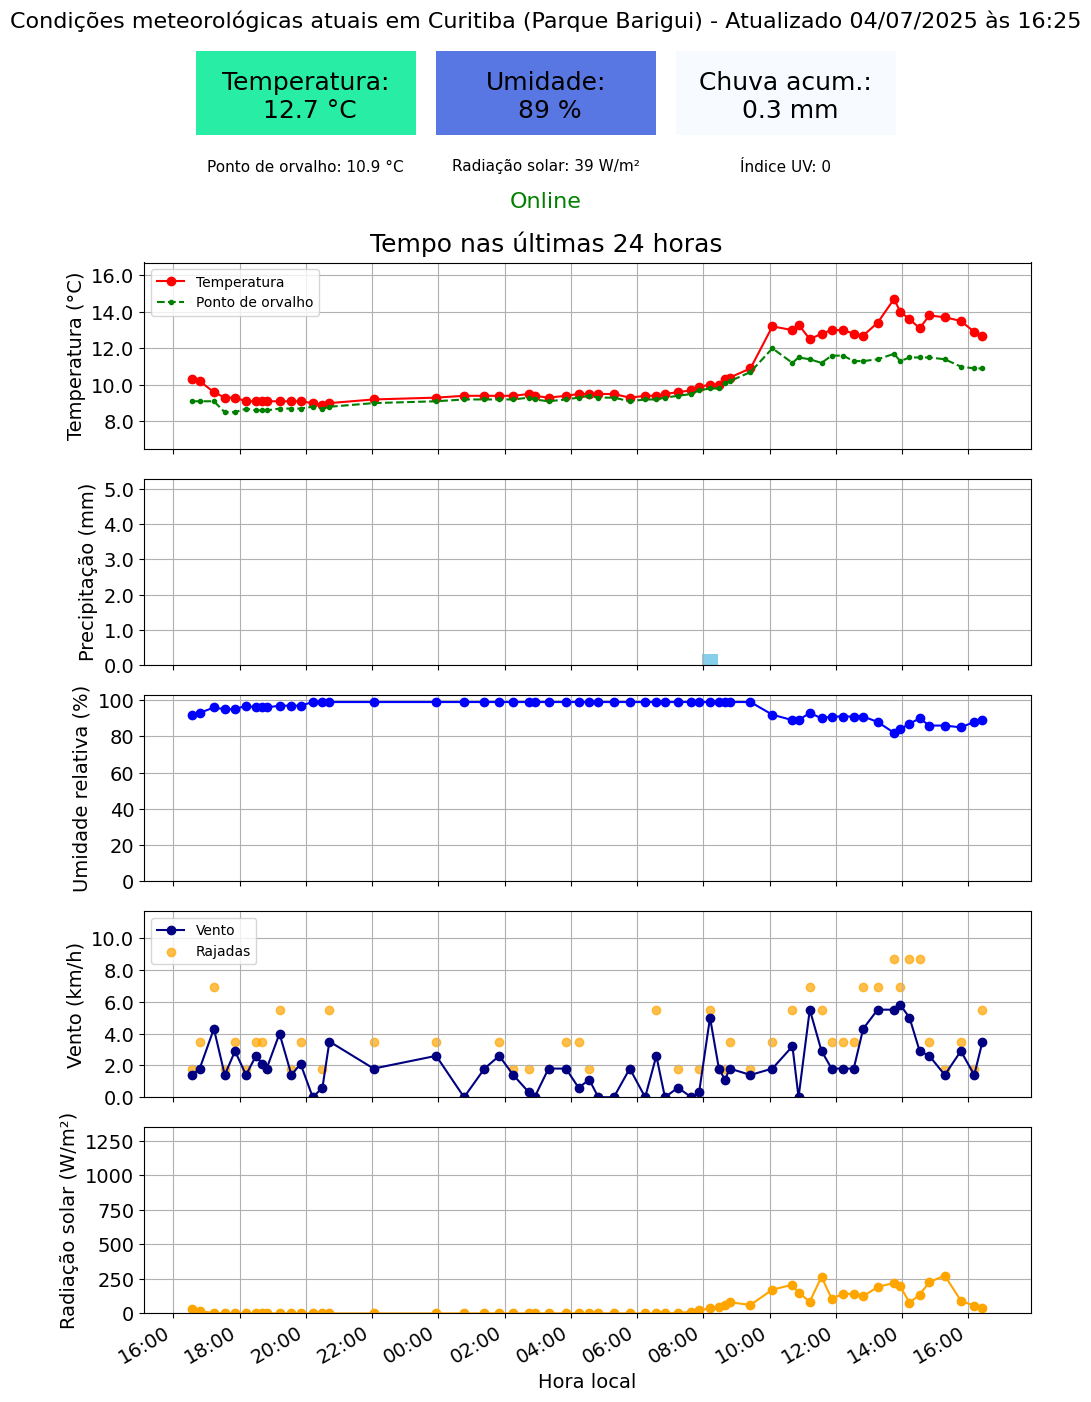 Condições meteorológicas atuais em Curitiba (Parque Barigui) - Atualizado 04/07/2025 às 16:25
Temperatura:
12.7 °C
Umidade:
89 %
Chuva acum.:
0.3 mm
Ponto de orvalho: 10.9 °C
Radiação solar: 39 W/m²
Índice UV: 0
Online
Tempo nas últimas 24 horas
Temperatura (°C)
16.0
14.0
12.0
10.0
8.0
Temperatura
Ponto de orvalho
Precipitação (mm)
5.0
4.0
3.0
2.0
1.0
0.0
Umidade relativa (%)
100
80
60
40
20
0
Vento (km/h)
10.0
8.0
6.0
4.0
2.0
0.0
Vento
Rajadas
Radiação solar (W/m²)
1250
1000
750
500
250
0
16:00
18:00
20:00
22:00
00:00
02:00
04:00
06:00
08:00
10:00
12:00
14:00
16:00
Hora local